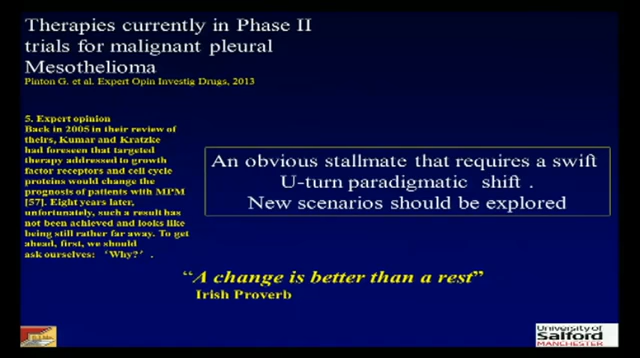 Therapies currently in Phase II
trials for malignant pleural
Mesothelioma
Pinton G. et al. Expert Opin Investig Drugs, 2013
5. Expert opinion
Back in 2005 in their review of
theirs, Kumar and Kratzke
had foreseen that targeted
therapy addressed to growth
factor receptors and cell cycle
proteins would change the
prognosis of patients with MPM
[57]. Eight years later,
unfortunately, such a result has
not been achieved and looks like
being still rather far away. To get
ahead, first, we should
ask ourselves: ‘Why?’ .
An obvious stallmate that requires a swift
U-turn paradigmatic shift .
New scenarios should be explored
“A change is better than a rest”
Irish Proverb
University of
Salford
MANCHESTER